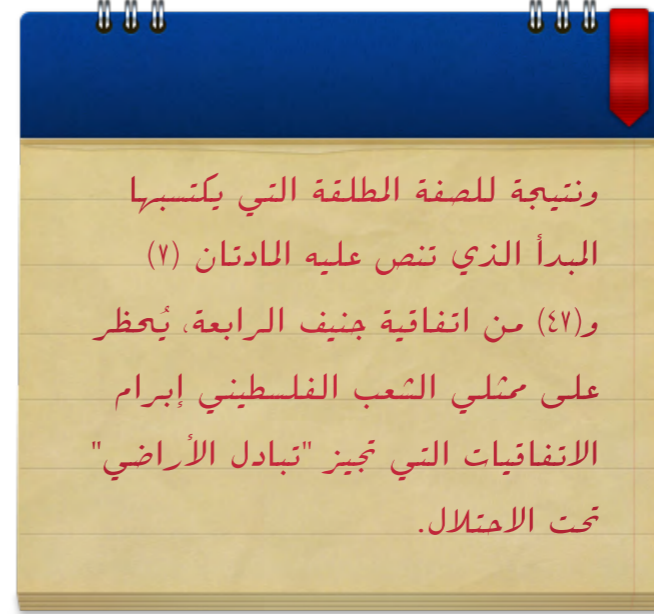 ونتيجة للصفة المطلقة التي يكتسبها
المبدأ الذي تنص عليه المادتان (٧)
و(٤٧) من اتفاقية جنيف الرابعة، يُحظر
على ممثلي الشعب الفلسطيني إبرام
الاتفاقيات التي تجيز "تبادل الأراضي"
تحت الاحتلال.